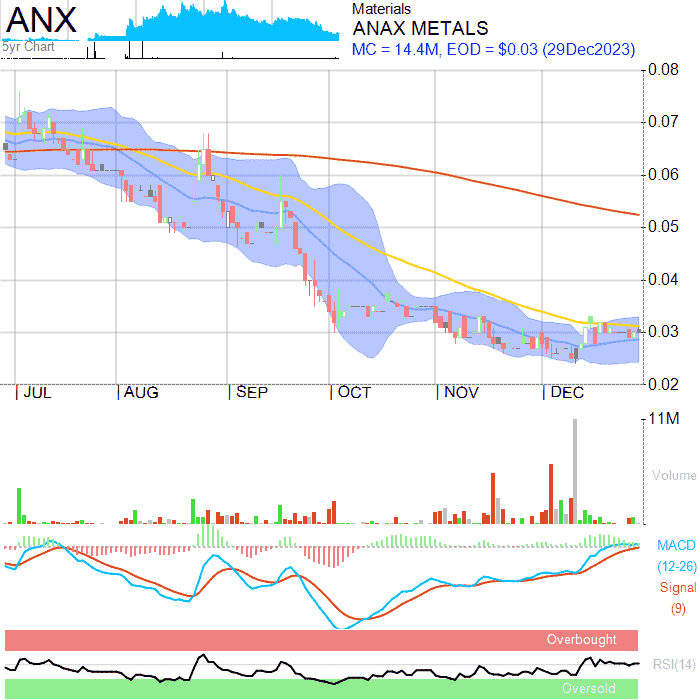 ANX
5yr Chart
Materials
ANAX METALS
MC = 14.4M, EOD = $0.03 (29Dec2023)
0.08
0.07
0.06
0.05
0.04
0.03
0.02
JUL AUG SEP OCT NOV DEC
11M
Volume
MACD
(12-26)
Signal
(9)
Overbought
RSI(14)
Oversold